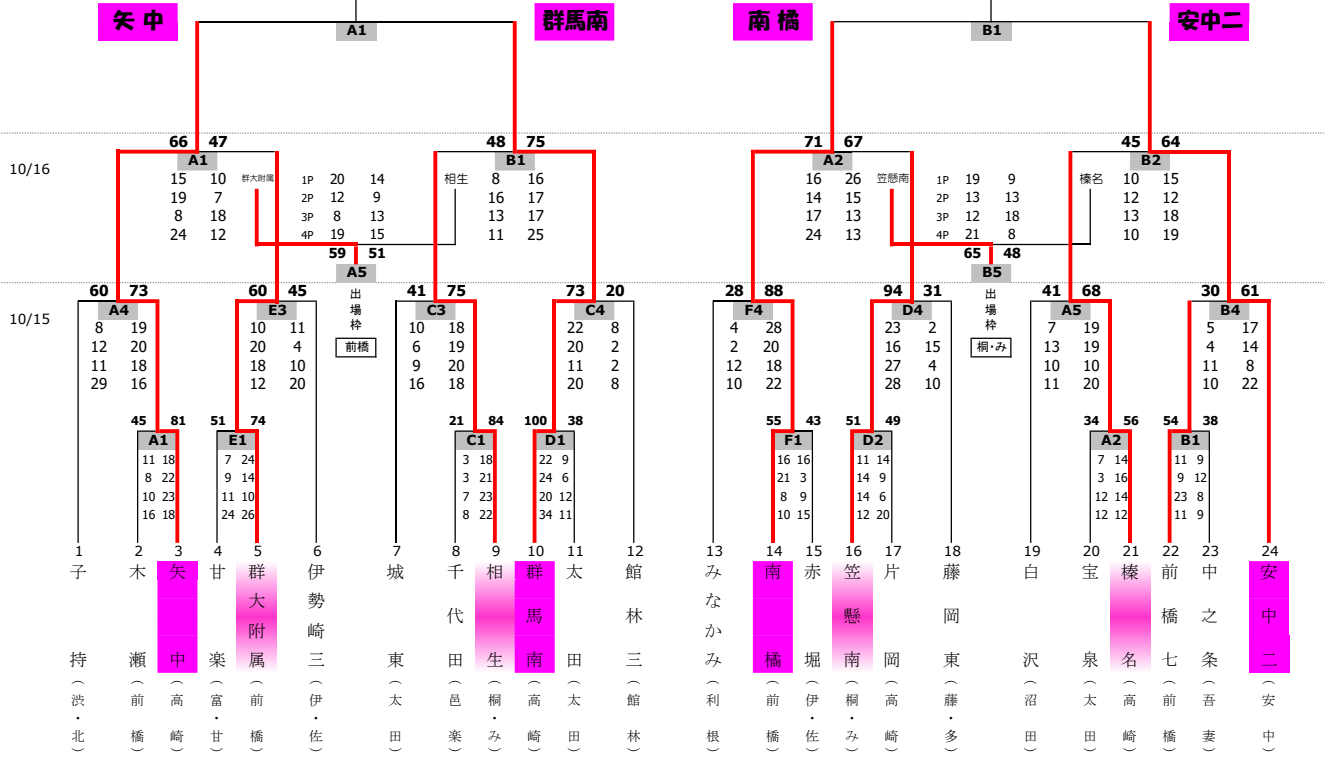 矢中 群馬南 南橘 安中二
A1 B1
66 47 48 75 71 67 45 64
10/16
A1 B1 A2 B2
15 10 群大附属 1P 20 14 相生 8 16 16 26 笠懸南 1P 19 9 榛名 10 15
19 7 2P 12 9 16 17 14 15 2P 13 13 12 12
8 18 3P 8 13 13 17 17 13 3P 12 18 13 18
24 12 4P 19 15 11 25 24 13 4P 21 8 10 19
59 51 65 48
A5 B5
60 73 60 45 出場枠 41 75 73 20 28 88 94 31 出場枠 41 68 30 61
10/15
A4 E3 C3 C4 F4 D4 A5 B4
8 19 10 11 10 18 22 8 4 28 23 2 7 19 5 17
12 20 20 4 前橋 6 19 20 2 2 20 16 15 桐・み 13 19 4 14
11 18 18 10 9 20 11 2 12 18 27 4 10 10 11 8
29 16 12 20 16 18 20 8 10 22 28 10 11 20 10 22
45 81 51 74 21 84 100 38 55 43 51 49 34 56 54 38
A1 E1 C1 D1 F1 D2 A2 B1
11 18 7 24 3 18 22 9 16 16 11 14 7 14 11 9
8 22 9 14 3 21 24 6 21 3 14 9 3 16 9 12
10 23 11 10 7 23 20 12 8 9 14 6 12 14 23 8
16 18 24 26 8 22 34 11 10 15 12 20 12 12 11 9
1 2 3 4 5 6 7 8 9 10 11 12 13 14 15 16 17 18 19 20 21 22 23 24
子持（渋・北）
木瀬（前橋）
矢中（高崎）
甘楽（富・甘）
群大附属（前橋）
伊勢崎三（伊・佐）
城東（太田）
千代田（邑楽）
相生（桐・み）
群馬南（高崎）
太田（太田）
館林三（館林）
みなかみ（利根）
南橘（前橋）
赤堀（伊・佐）
笠懸南（桐・み）
片岡（高崎）
藤岡東（藤・多）
白沢（沼田）
宝泉（太田）
榛名（高崎）
前橋七（前橋）
中之条（吾妻）
安中二（安中）